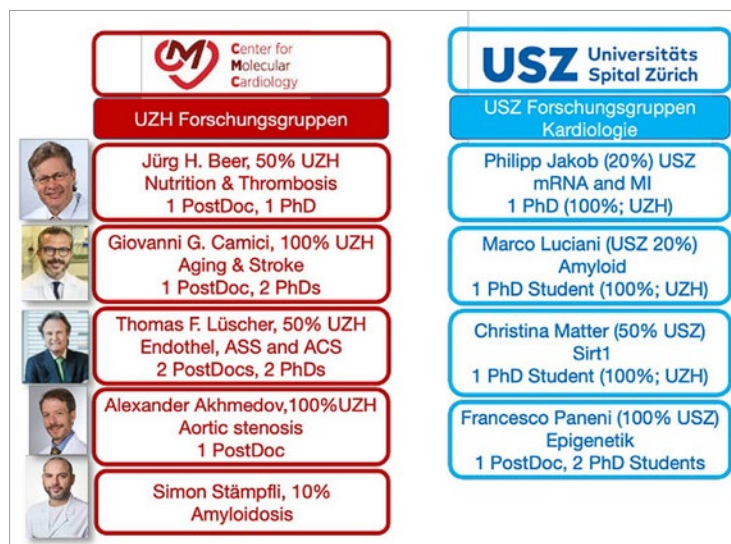 CM
Center for
Molecular
Cardiology
UZH Forschungsgruppen
Jürg H. Beer, 50% UZH
Nutrition & Thrombosis
1 PostDoc, 1 PhD
Giovanni G. Camici, 100% UZH
Aging & Stroke
1 PostDoc, 2 PhDs
Thomas F. Lüscher, 50% UZH
Endothel, ASS and ACS
2 PostDocs, 2 PhDs
Alexander Akhmedov,100%UZH
Aortic stenosis
1 PostDoc
Simon Stämpfli, 10%
Amyloidosis
USZ Universitäts
Spital Zürich
USZ Forschungsgruppen
Kardiologie
Philipp Jakob (20%) USZ
mRNA and MI
1 PhD (100%; UZH)
Marco Luciani (USZ 20%)
Amyloid
1 PhD Student (100%; UZH)
Christina Matter (50% USZ)
Sirt1
1 PhD Student (100%; UZH)
Francesco Paneni (100% USZ)
Epigenetik
1 PostDoc, 2 PhD Students